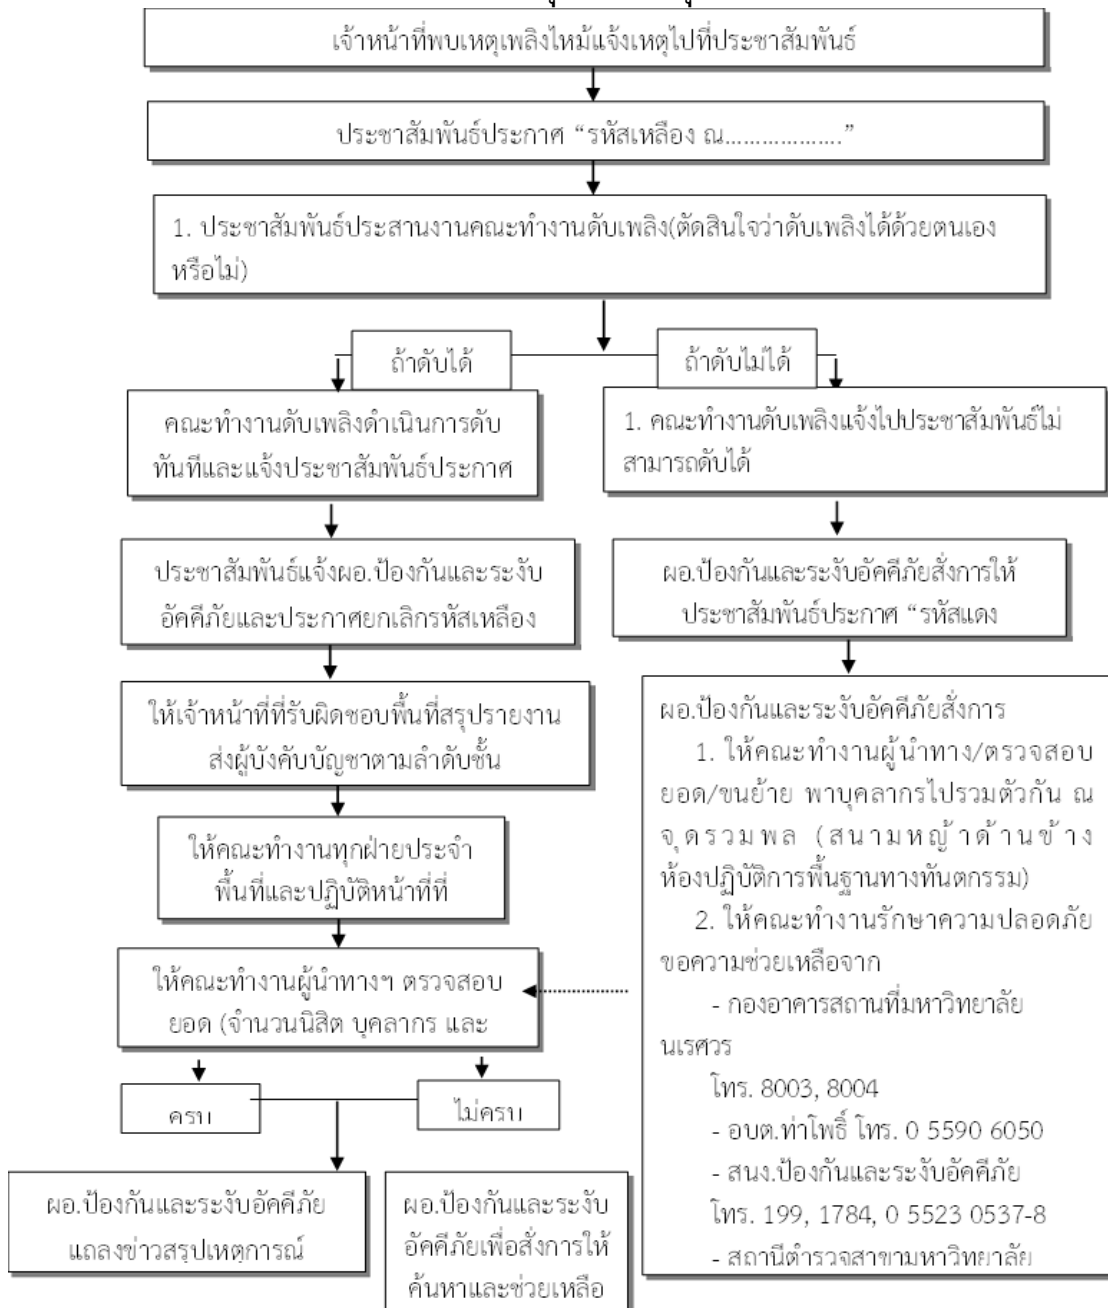 เจ้าหน้าที่พบเหตุเพลิงไหม้แจ้งเหตุไปที่ประชาสัมพันธ์
ประชาสัมพันธ์ประกาศ “รหัสเหลือง ณ..................”
1. ประชาสัมพันธ์ประสานงานคณะทำงานดับเพลิง(ตัดสินใจว่าดับเพลิงได้ด้วยตนเอง
หรือไม่)
ถ้าดับได้
ถ้าดับไม่ได้
คณะทำงานดับเพลิงดำเนินการดับ
ทันทีและแจ้งประชาสัมพันธ์ประกาศ
1. คณะทำงานดับเพลิงแจ้งไปประชาสัมพันธ์ไม่
สามารถดับได้
ประชาสัมพันธ์แจ้งผอ.ป้องกันและระงับ
อัคคีภัยและประกาศยกเลิกรหัสเหลือง
ผอ.ป้องกันและระงับอัคคีภัยสั่งการให้
ประชาสัมพันธ์ประกาศ “รหัสแดง
ให้เจ้าหน้าที่ที่รับผิดชอบพื้นที่สรุปรายงาน
ส่งผู้บังคับบัญชาตามลำดับชั้น
ให้คณะทำงานทุกฝ่ายประจำ
พื้นที่และปฏิบัติหน้าที่ที่
ให้คณะทำงานผู้นำทางฯ ตรวจสอบ
ยอด (จำนวนนิสิต บุคลากร และ
ครบ
ไม่ครบ
ผอ.ป้องกันและระงับอัคคีภัย
แถลงข่าวสรุปเหตุการณ์
ผอ.ป้องกันและระงับ
อัคคีภัยเพื่อสั่งการให้
ค้นหาและช่วยเหลือ
ผอ.ป้องกันและระงับอัคคีภัยสั่งการ
1. ให้คณะทำงานผู้นำทาง/ตรวจสอบ
ยอด/ขนย้าย พาบุคลากรไปรวมตัวกัน ณ
จุดรวมพล (สนามหญ้าด้านข้าง
ห้องปฏิบัติการพื้นฐานทางทันตกรรม)
2. ให้คณะทำงานรักษาความปลอดภัย
ขอความช่วยเหลือจาก
- กองอาคารสถานที่มหาวิทยาลัย
นเรศวร
โทร. 8003, 8004
- อบต.ท่าโพธิ์ โทร. 0 5590 6050
- สนง.ป้องกันและระงับอัคคีภัย
โทร. 199, 1784, 0 5523 0537-8
- สถานีตำรวจสาขามหาวิทยาลัย